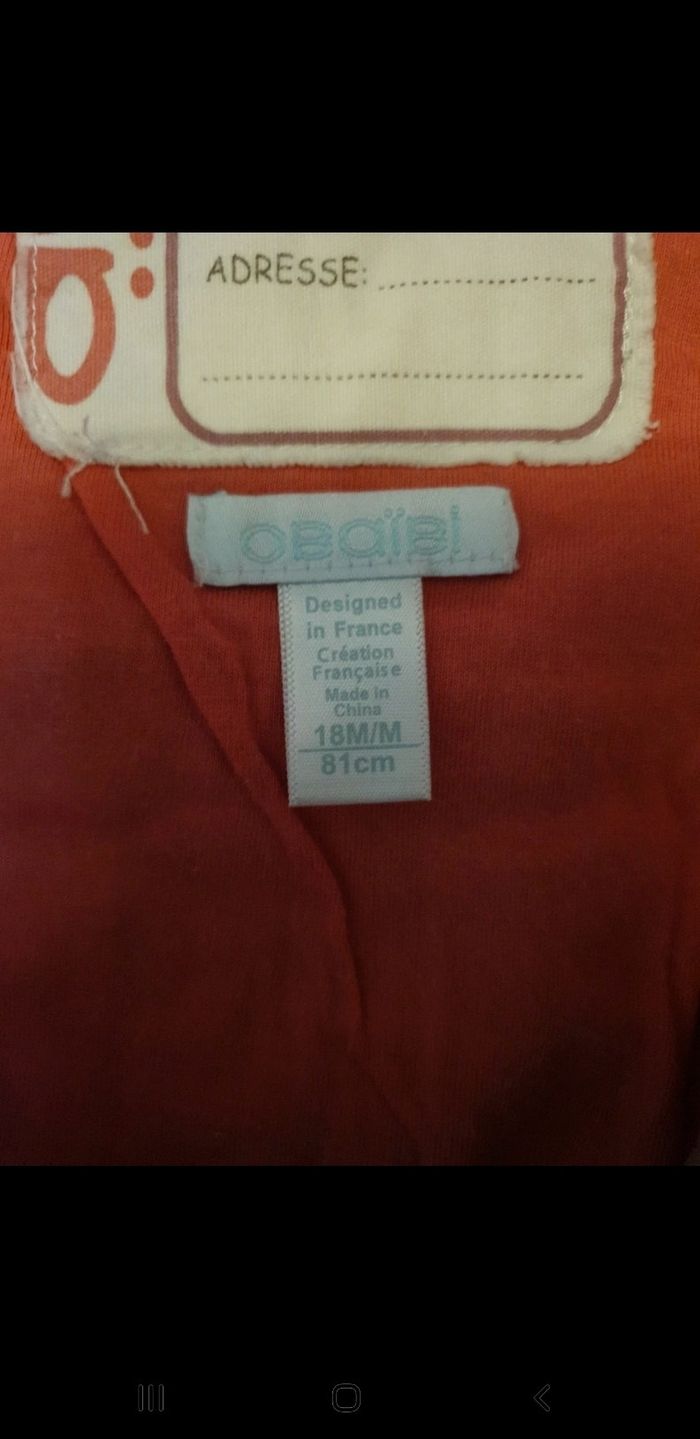 ADRESSE:
obaïbi
Designed
in France
Création
Française
Made in
China
18M/M
81cm